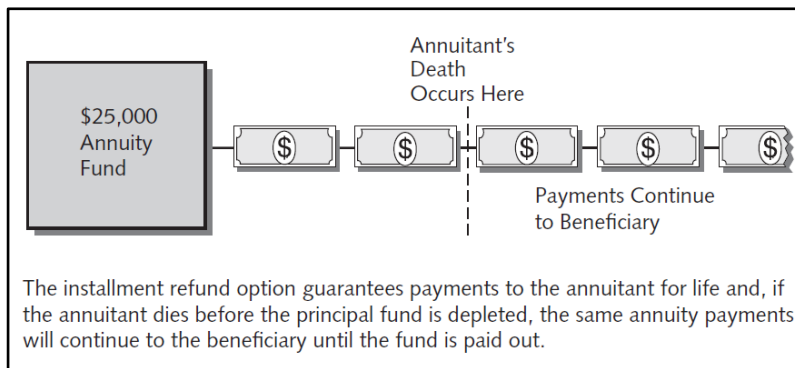 Annuitant's
Death
Occurs Here
$25,000
Annuity
Fund
$ $ $ $ $
Payments Continue
to Beneficiary
The installment refund option guarantees payments to the annuitant for life and, if
the annuitant dies before the principal fund is depleted, the same annuity payments
will continue to the beneficiary until the fund is paid out.